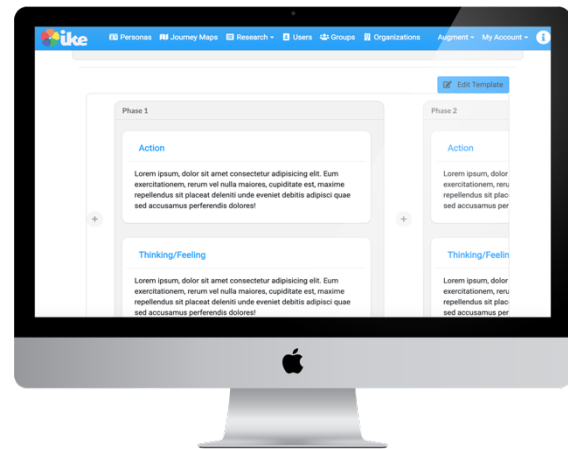 ike Personas Journey Maps Research Users Groups Organizations Augment My Account i
Edit Template
Phase 1 Phase 2
Action Action
Lorem ipsum, dolor sit amet consectetur adipisicing elit. Eum Lorem ipsum, dolor
exercitationem, rerum vel nulla maiores, cupiditate est, maxime exercitationem, reru
repellendus sit placeat deleniti unde eveniet debitis adipisci quae repellendus sit plac
sed accusamus perferendis dolores! sed accusamus per
+ +
Thinking/Feeling Thinking/Feelin
Lorem ipsum, dolor sit amet consectetur adipisicing elit. Eum Lorem ipsum, dolor
exercitationem, rerum vel nulla maiores, cupiditate est, maxime exercitationem, reru
repellendus sit placeat deleniti unde eveniet debitis adipisci quae repellendus sit plac
sed accusamus perferendis dolores! sed accusamus per